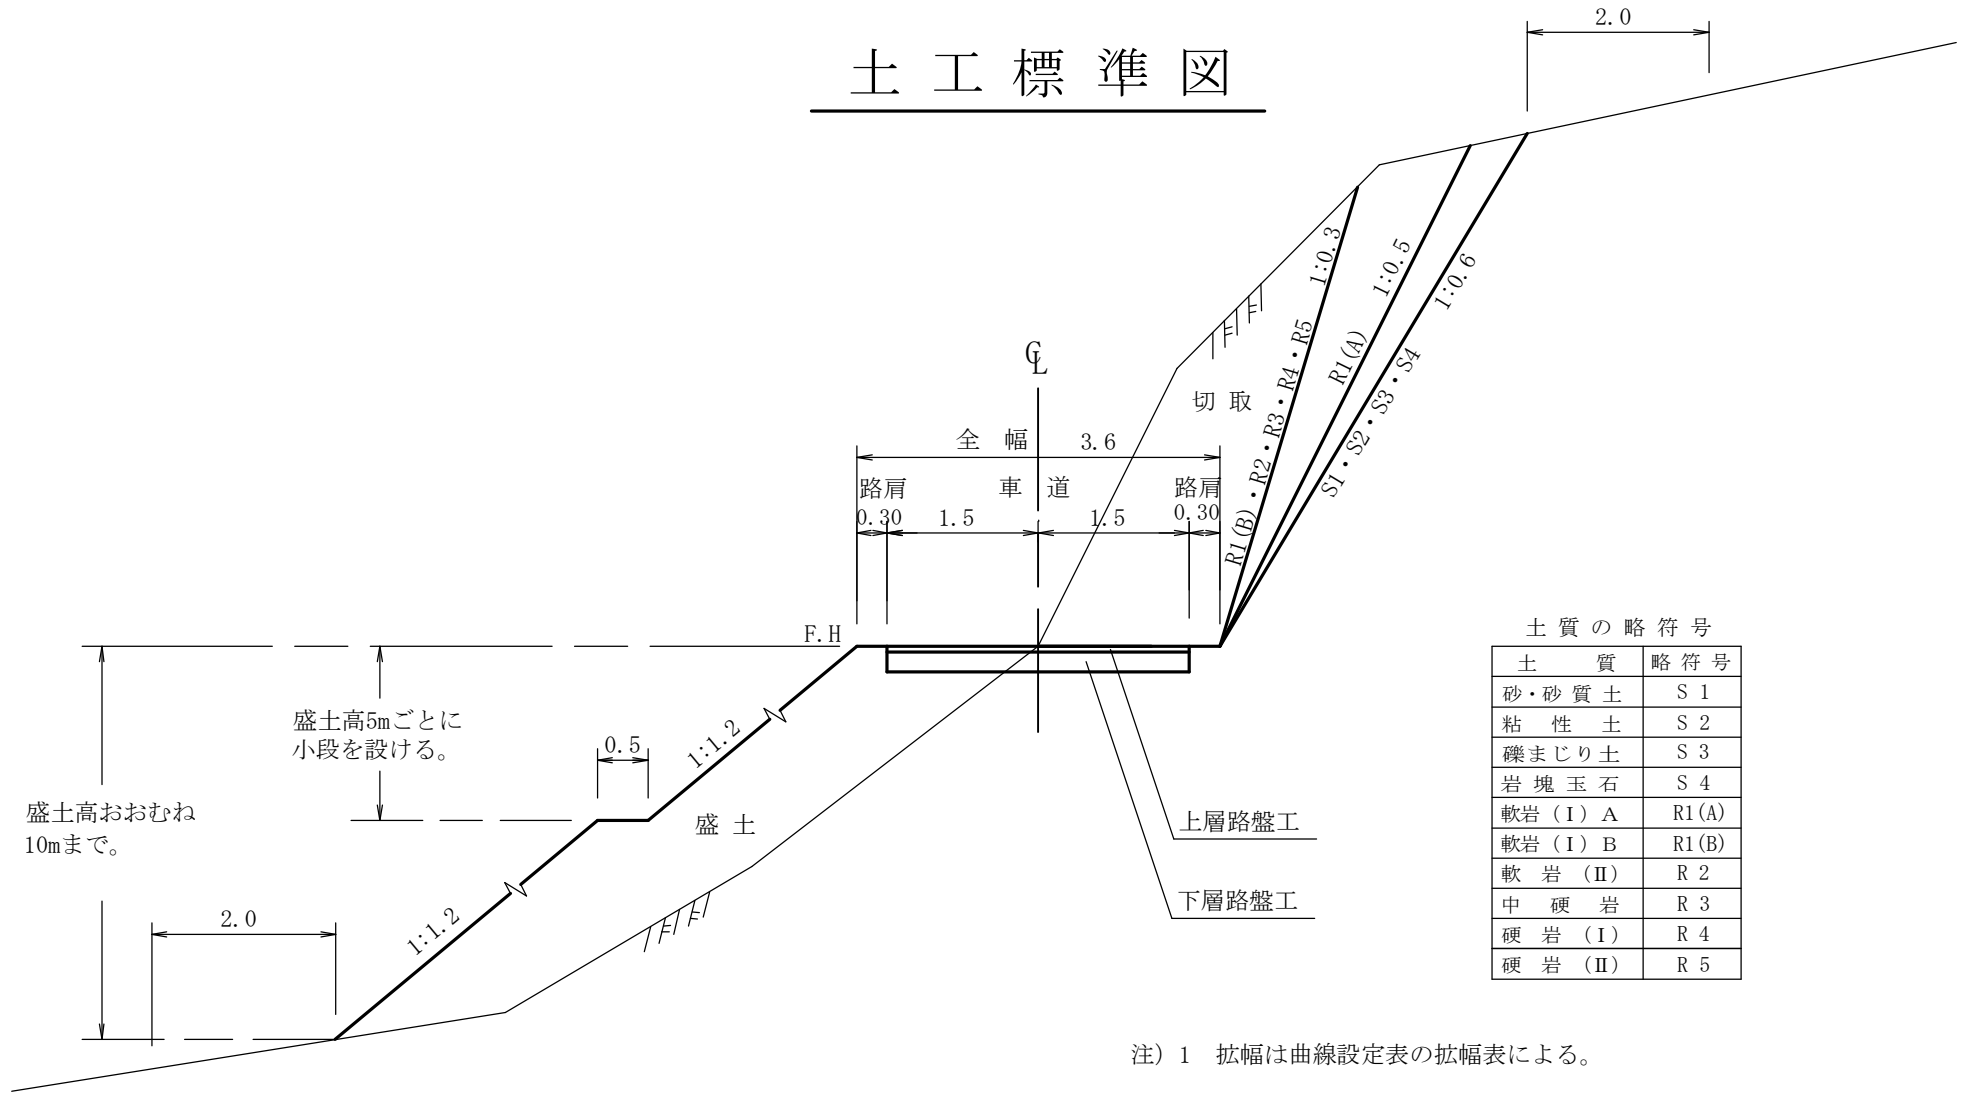 土工標準図
2.0
1:0.3
1:0.5
1:0.6
R1(B)・R2・R3・R4・R5
R1(A)
S1・S2・S3・S4
切取
CL
全幅 3.6
路肩 車道 路肩
0.30 1.5 1.5 0.30
F.H
盛土高5mごとに
小段を設ける。
0.5
1:1.2
盛土
盛土高おおむね
10mまで。
2.0
1:1.2
上層路盤工
下層路盤工
土質の略符号
土質 略符号
砂・砂質土 S 1
粘性土 S 2
礫まじり土 S 3
岩塊玉石 S 4
軟岩(Ⅰ)A R1(A)
軟岩(Ⅰ)B R1(B)
軟岩(Ⅱ) R 2
中硬岩 R 3
硬岩(Ⅰ) R 4
硬岩(Ⅱ) R 5
注)1 拡幅は曲線設定表の拡幅表による。